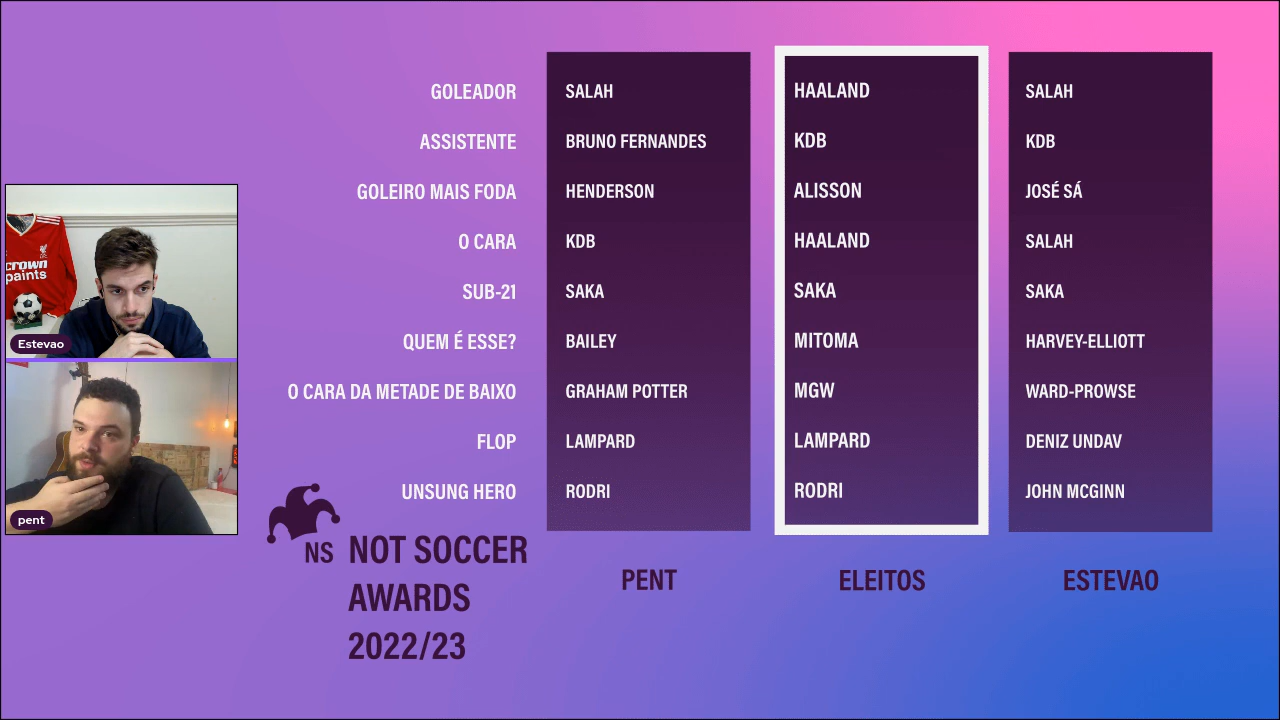 GOLEADOR SALAH HAALAND SALAH
ASSISTENTE BRUNO FERNANDES KDB KDB
GOLEIRO MAIS FODA HENDERSON ALISSON JOSÉ SÁ
O CARA KDB HAALAND SALAH
SUB-21 SAKA SAKA SAKA
QUEM É ESSE? BAILEY MITOMA HARVEY-ELLIOTT
O CARA DA METADE DE BAIXO GRAHAM POTTER MGW WARD-PROWSE
FLOP LAMPARD LAMPARD DENIZ UNDAV
UNSUNG HERO RODRI RODRI JOHN MCGINN
PENT ELEITOS ESTEVAO
NS NOT SOCCER
AWARDS
2022/23
crown
paints
Estevao
pent